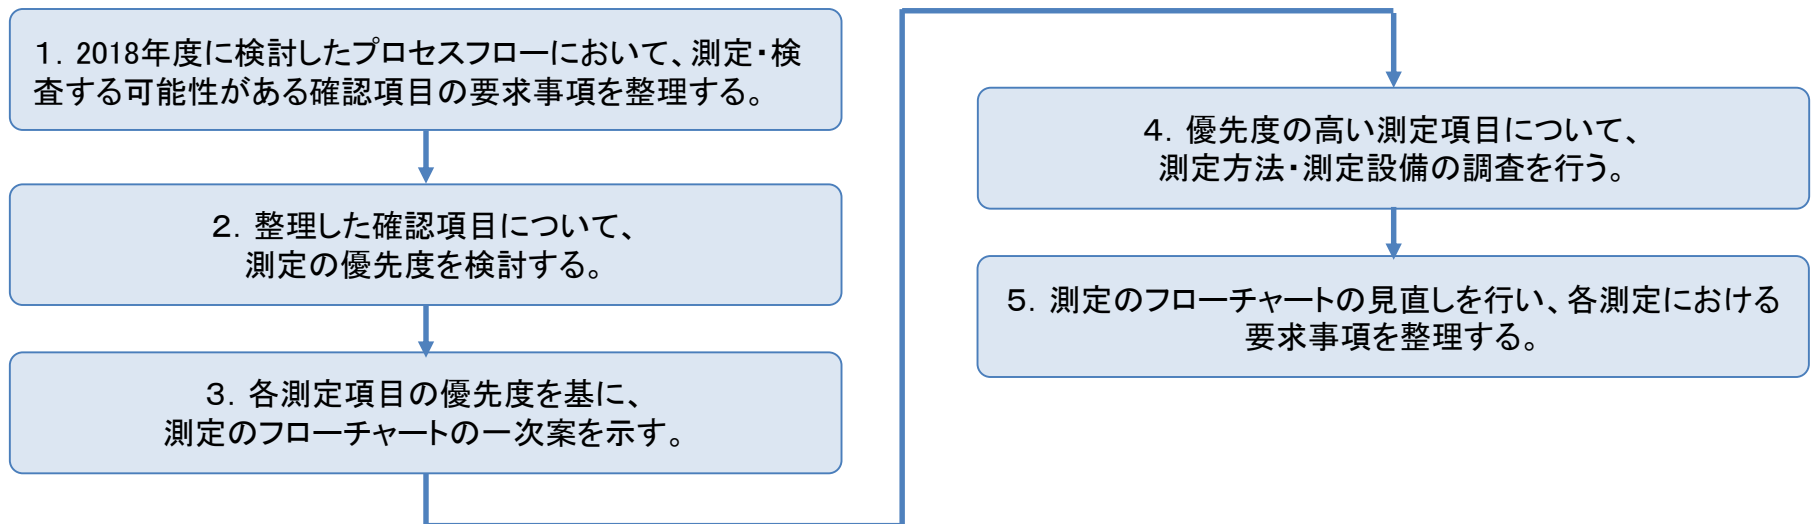 １．2018年度に検討したプロセスフローにおいて、測定・検
査する可能性がある確認項目の要求事項を整理する。
２．整理した確認項目について、
測定の優先度を検討する。
３．各測定項目の優先度を基に、
測定のフローチャートの一次案を示す。
４．優先度の高い測定項目について、
測定方法・測定設備の調査を行う。
５．測定のフローチャートの見直しを行い、各測定における
要求事項を整理する。